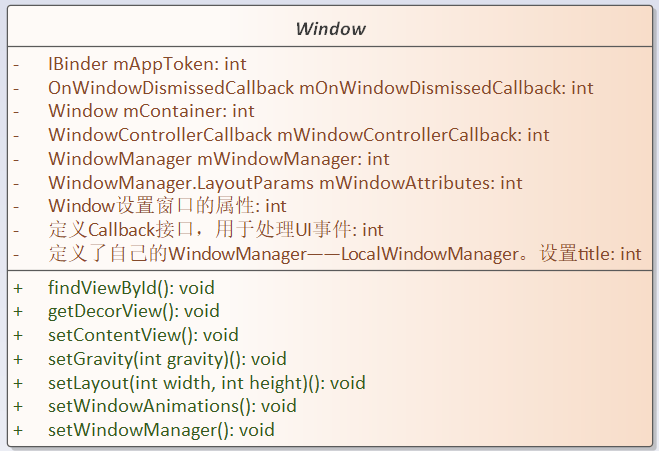 Window
- IBinder mAppToken: int
- OnWindowDismissedCallback mOnWindowDismissedCallback: int
- Window mContainer: int
- WindowControllerCallback mWindowControllerCallback: int
- WindowManager mWindowManager: int
- WindowManager.LayoutParams mWindowAttributes: int
- Window设置窗口的属性: int
- 定义Callback接口，用于处理UI事件: int
- 定义了自己的WindowManager——LocalWindowManager。设置title: int
+ findViewById(): void
+ getDecorView(): void
+ setContentView(): void
+ setGravity(int gravity)(): void
+ setLayout(int width, int height)(): void
+ setWindowAnimations(): void
+ setWindowManager(): void